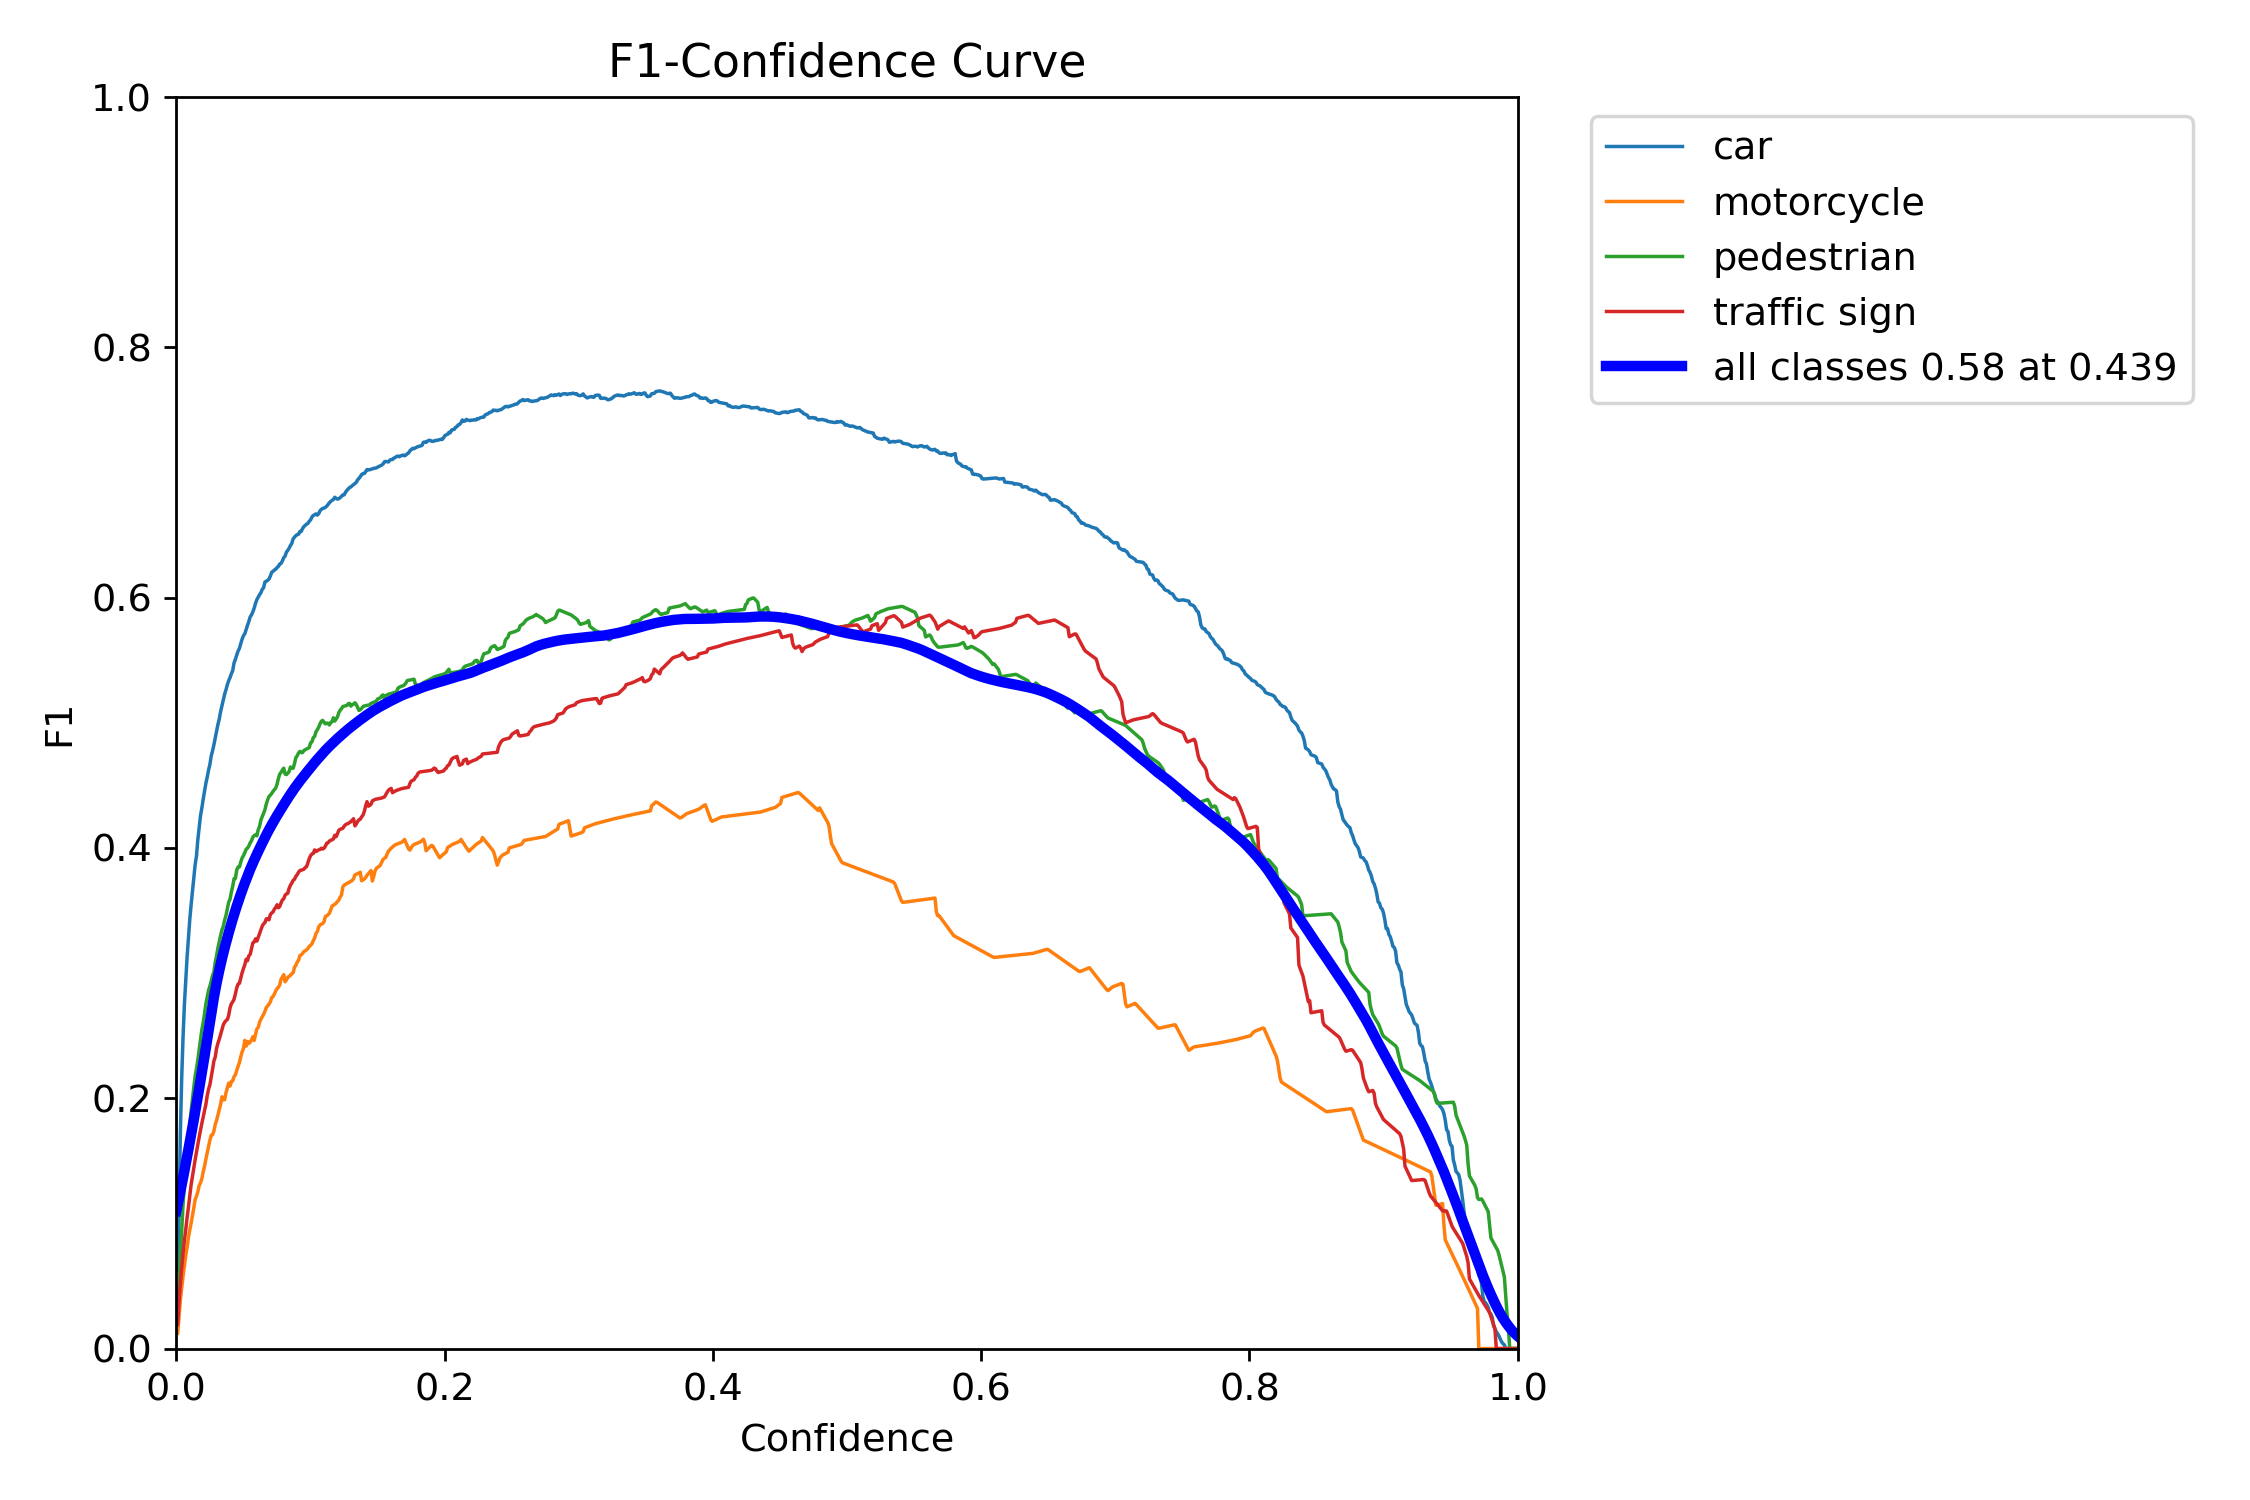 F1-Confidence Curve
1.0
0.8
0.6
0.4
0.2
0.0
F1
0.0 0.2 0.4 0.6 0.8 1.0
Confidence
car
motorcycle
pedestrian
traffic sign
all classes 0.58 at 0.439